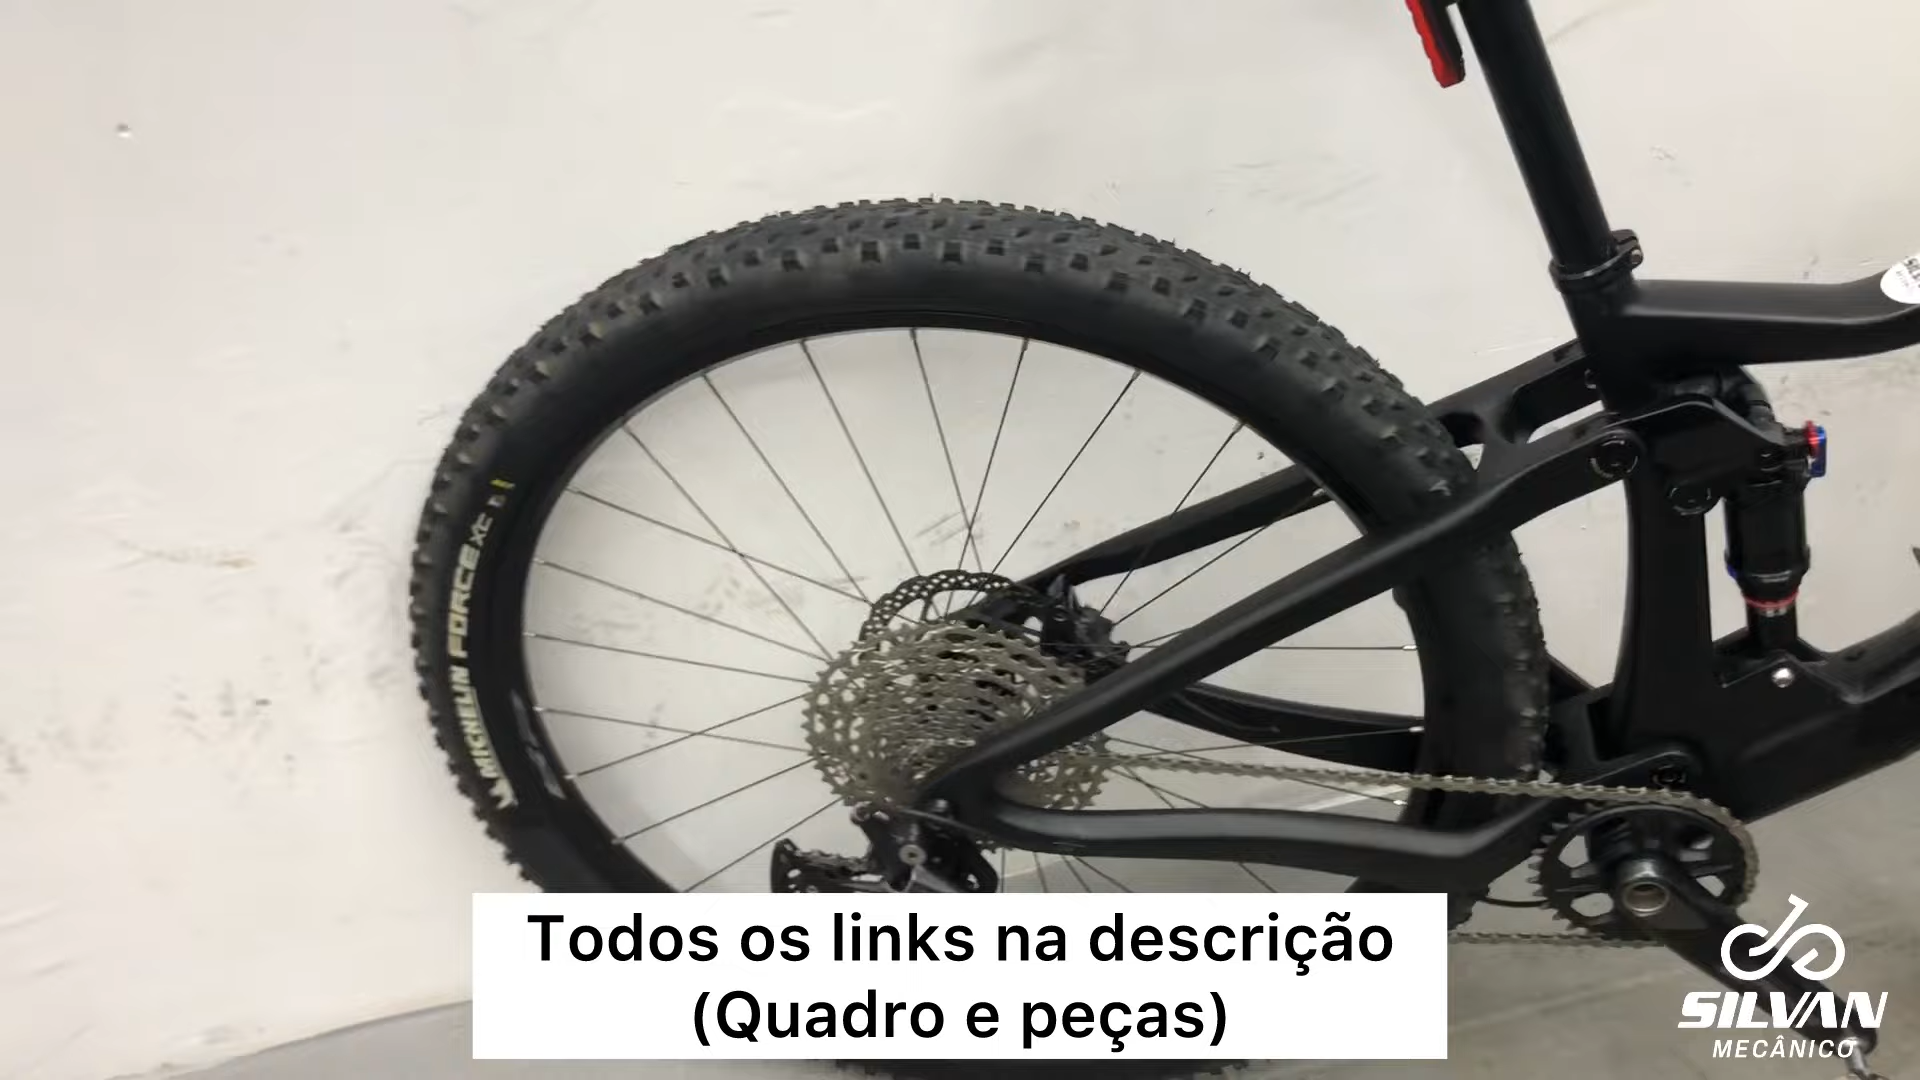 MICHELIN FORCE XC
Todos os links na descrição
(Quadro e peças)
SILVAN
MECÂNICO